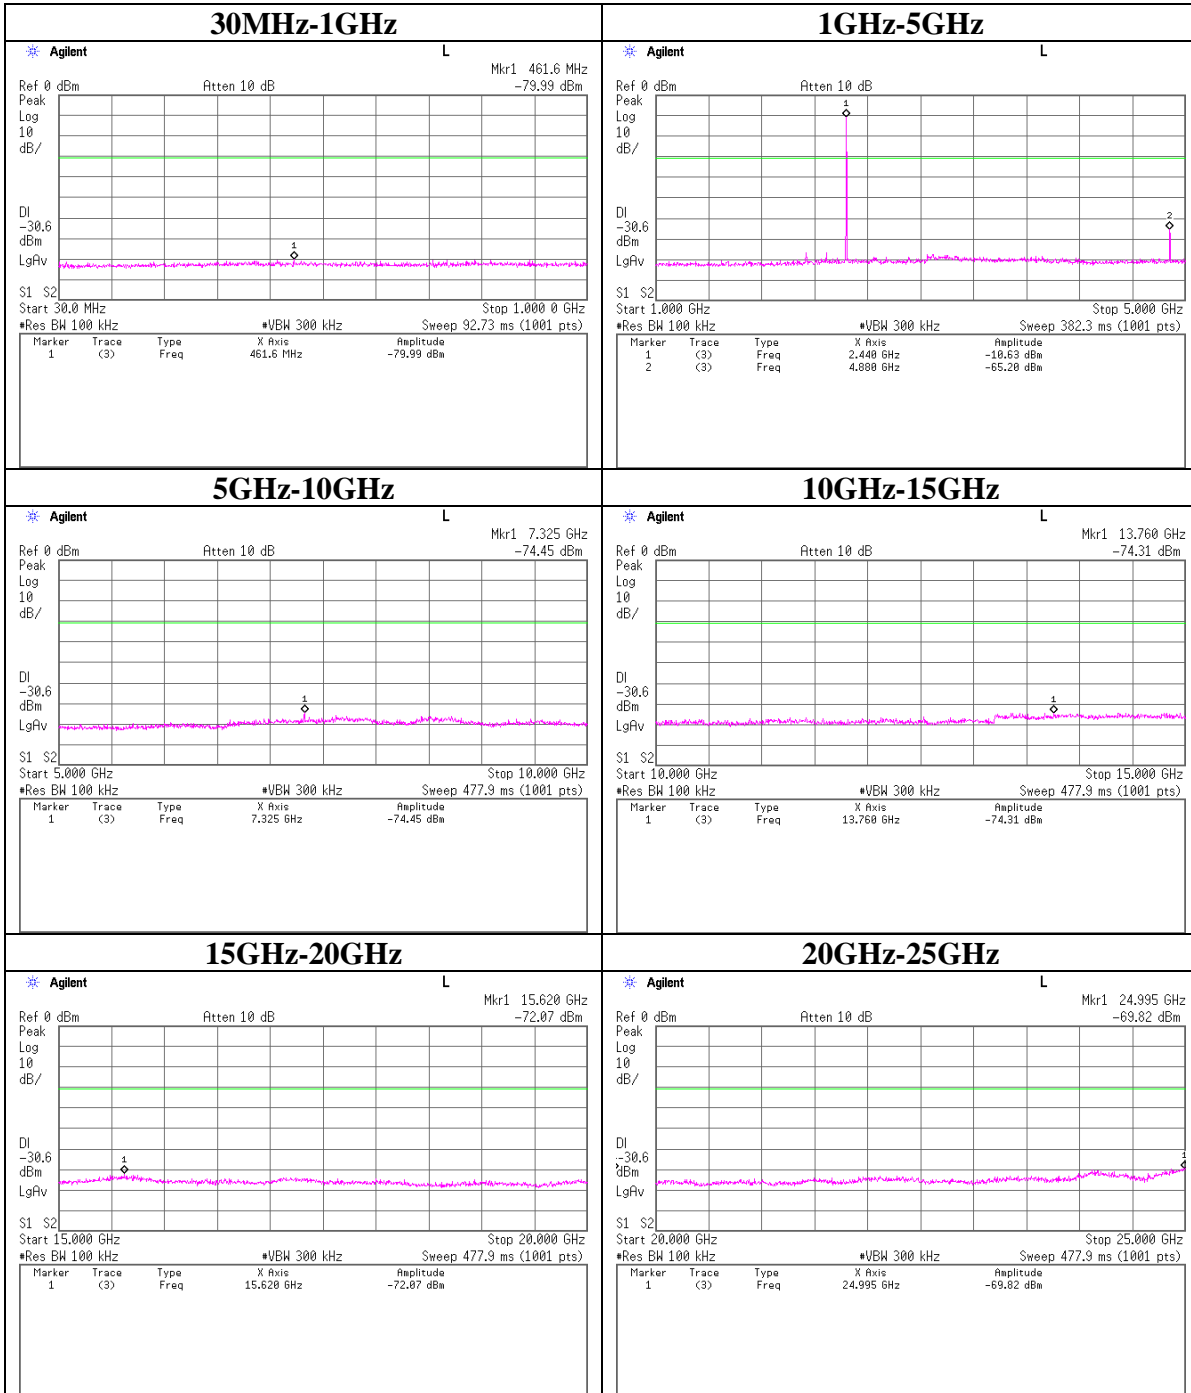 30MHz-1GHz
Agilent L
Mkr1 461.6 MHz
Ref 0 dBm Atten 10 dB -79.99 dBm
Peak
Log
10
dB/
DI
-30.6
dBm
LgAv
1
S1 S2
Start 30.0 MHz Stop 1.000 0 GHz
#Res BW 100 kHz #VBW 300 kHz Sweep 92.73 ms (1001 pts)
Marker Trace Type X Axis Amplitude
1 (3) Freq 461.6 MHz -79.99 dBm
1GHz-5GHz
Agilent L
Ref 0 dBm Atten 10 dB
Peak
Log
10
dB/
DI
-30.6
dBm
LgAv
1
2
S1 S2
Start 1.000 GHz Stop 5.000 GHz
#Res BW 100 kHz #VBW 300 kHz Sweep 382.3 ms (1001 pts)
Marker Trace Type X Axis Amplitude
1 (3) Freq 2.440 GHz -10.63 dBm
2 (3) Freq 4.880 GHz -65.20 dBm
5GHz-10GHz
Agilent L
Mkr1 7.325 GHz
Ref 0 dBm Atten 10 dB -74.45 dBm
Peak
Log
10
dB/
DI
-30.6
dBm
LgAv
1
S1 S2
Start 5.000 GHz Stop 10.000 GHz
#Res BW 100 kHz #VBW 300 kHz Sweep 477.9 ms (1001 pts)
Marker Trace Type X Axis Amplitude
1 (3) Freq 7.325 GHz -74.45 dBm
10GHz-15GHz
Agilent L
Mkr1 13.760 GHz
Ref 0 dBm Atten 10 dB -74.31 dBm
Peak
Log
10
dB/
DI
-30.6
dBm
LgAv
1
S1 S2
Start 10.000 GHz Stop 15.000 GHz
#Res BW 100 kHz #VBW 300 kHz Sweep 477.9 ms (1001 pts)
Marker Trace Type X Axis Amplitude
1 (3) Freq 13.760 GHz -74.31 dBm
15GHz-20GHz
Agilent L
Mkr1 15.620 GHz
Ref 0 dBm Atten 10 dB -72.07 dBm
Peak
Log
10
dB/
DI
-30.6
dBm
LgAv
1
S1 S2
Start 15.000 GHz Stop 20.000 GHz
#Res BW 100 kHz #VBW 300 kHz Sweep 477.9 ms (1001 pts)
Marker Trace Type X Axis Amplitude
1 (3) Freq 15.620 GHz -72.07 dBm
20GHz-25GHz
Agilent L
Mkr1 24.995 GHz
Ref 0 dBm Atten 10 dB -69.82 dBm
Peak
Log
10
dB/
DI
-30.6
dBm
LgAv
1
S1 S2
Start 20.000 GHz Stop 25.000 GHz
#Res BW 100 kHz #VBW 300 kHz Sweep 477.9 ms (1001 pts)
Marker Trace Type X Axis Amplitude
1 (3) Freq 24.995 GHz -69.82 dBm